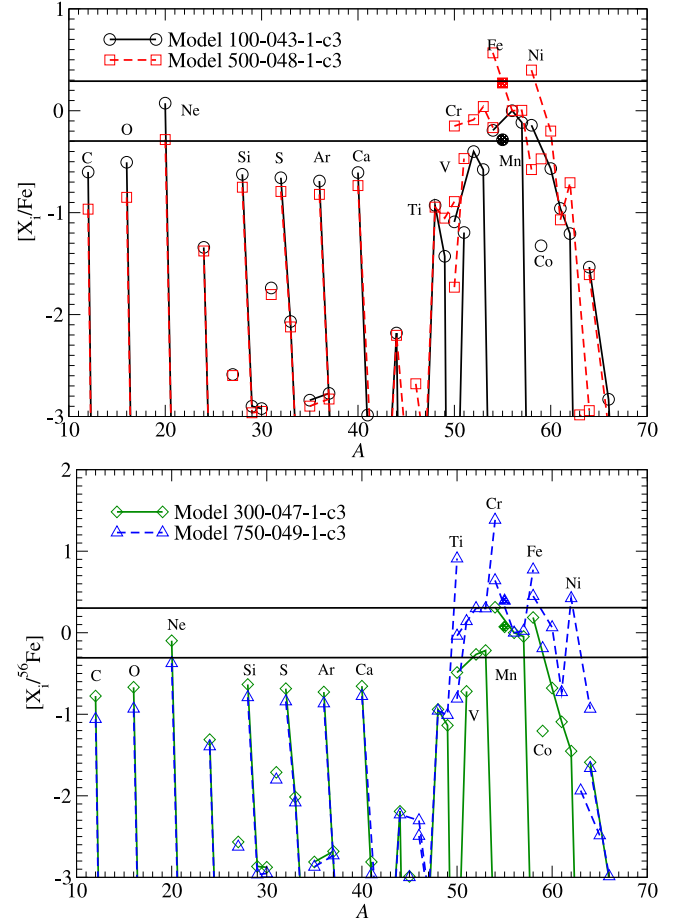 1
0
-1
-2
-3
[X_i/Fe]
Model 100-043-1-c3
Model 500-048-1-c3
Fe
Ni
Ne
Cr
O
C
Si
S
Ar
Ca
V
Mn
Ti
Co
10 20 30 40 50 60 70
A
2
1
0
-1
-2
-3
[X_i/^56Fe]
Model 300-047-1-c3
Model 750-049-1-c3
Cr
Ti
Fe
Ni
Ne
C
O
Si
S
Ar
Ca
Mn
V
Co
10 20 30 40 50 60 70
A